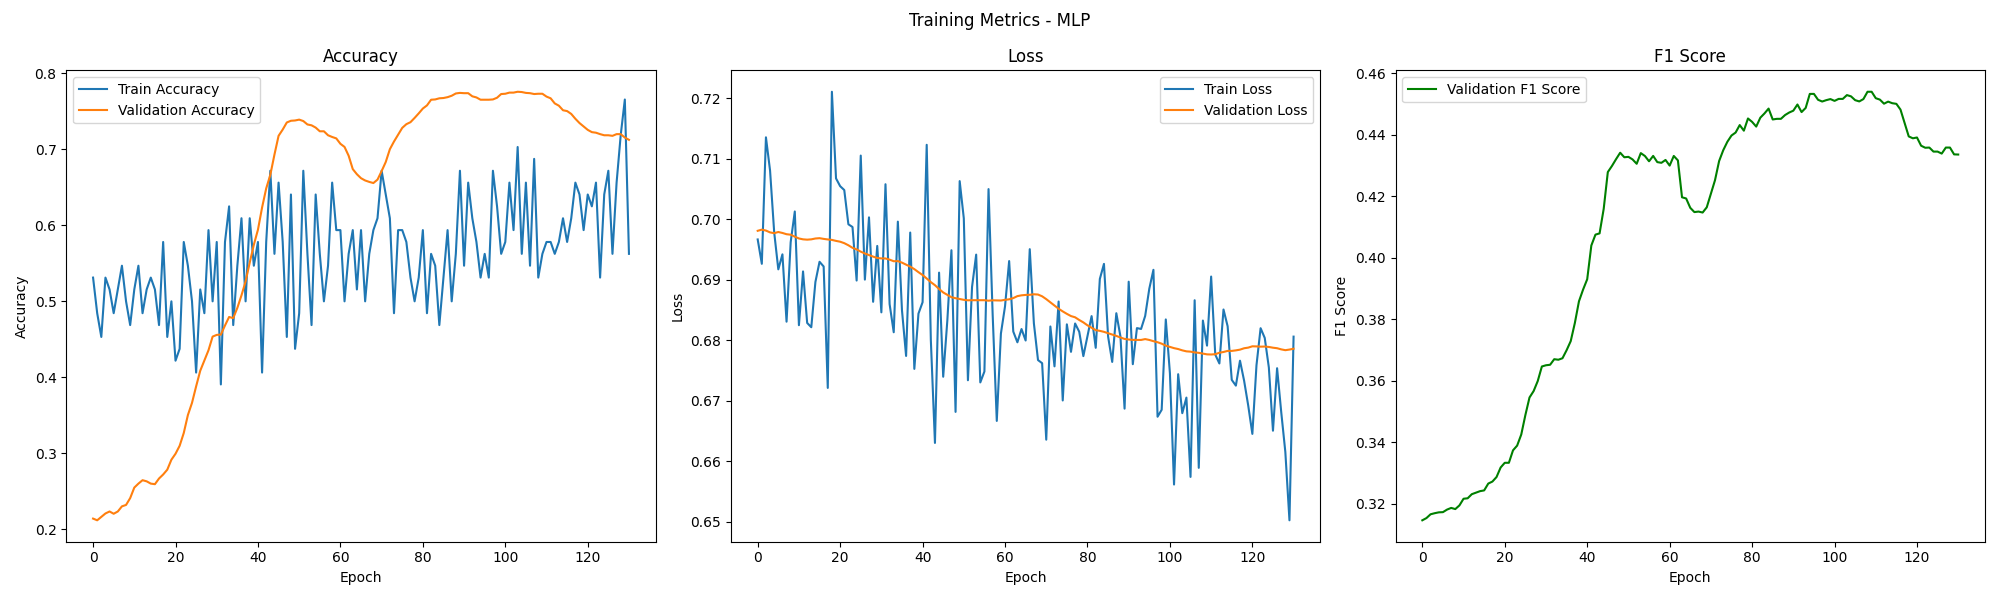 Training Metrics - MLP
Accuracy
Train Accuracy
Validation Accuracy
0.8
0.7
0.6
0.5
0.4
0.3
0.2
Accuracy
0 20 40 60 80 100 120
Epoch
Loss
Train Loss
Validation Loss
0.72
0.71
0.70
0.69
0.68
0.67
0.66
0.65
Loss
0 20 40 60 80 100 120
Epoch
F1 Score
Validation F1 Score
0.46
0.44
0.42
0.40
0.38
0.36
0.34
0.32
F1 Score
0 20 40 60 80 100 120
Epoch